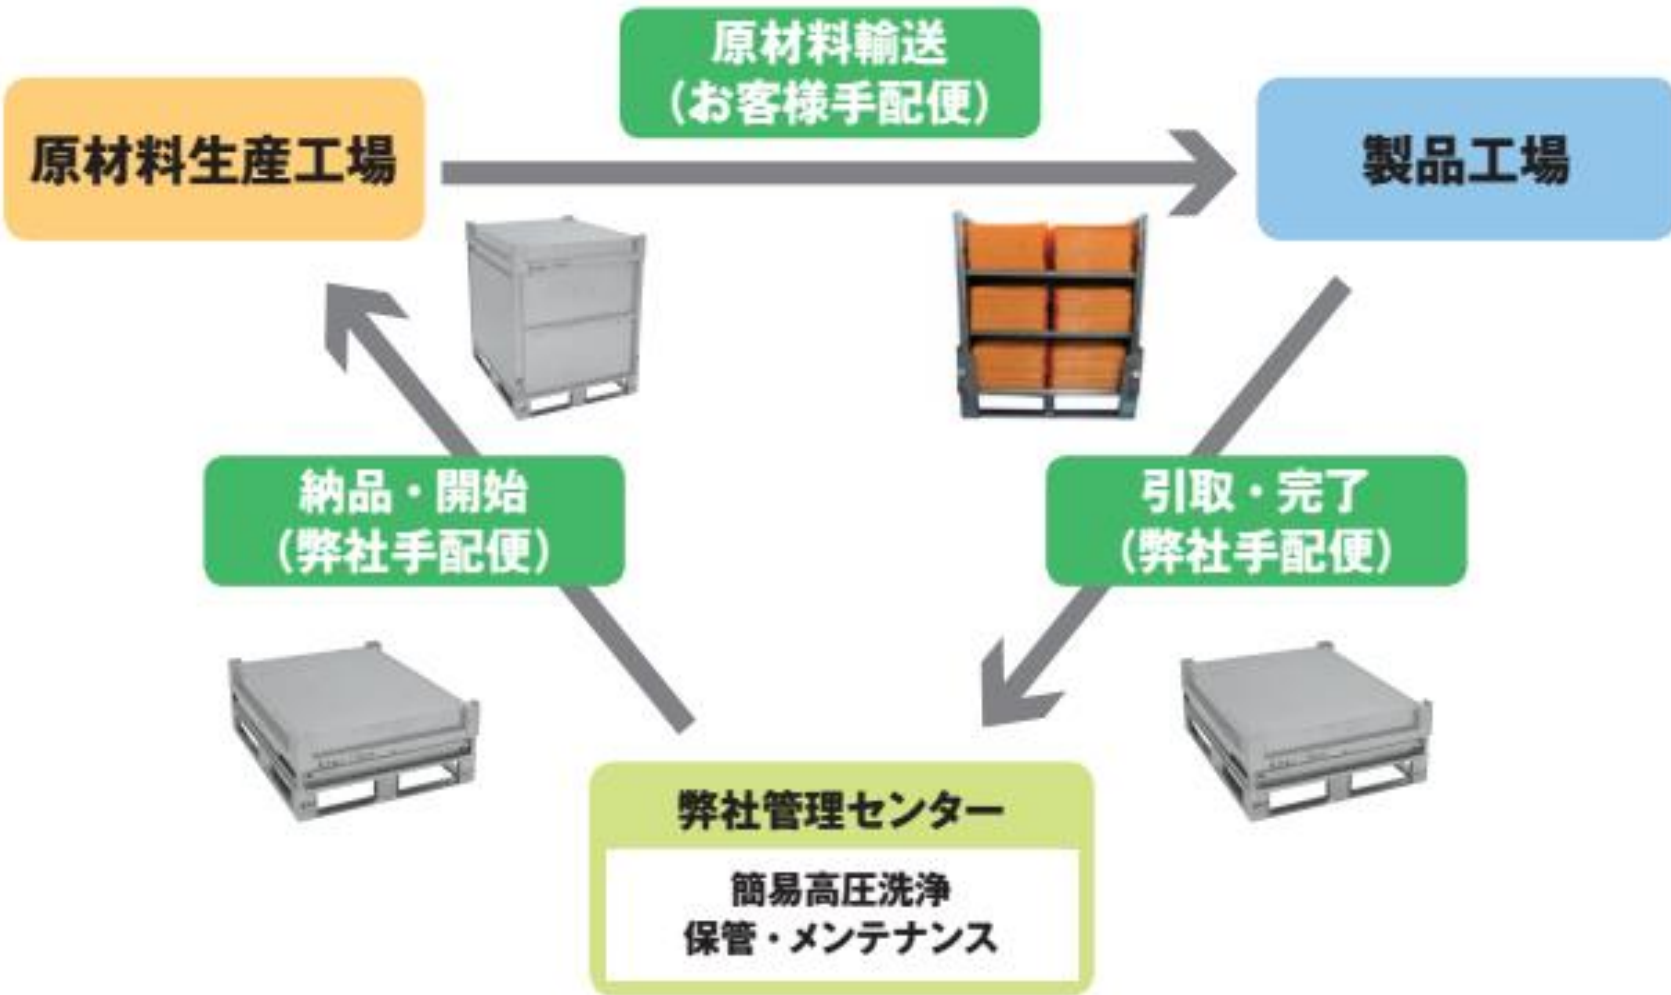 原材料輸送
(お客様手配便)
原材料生産工場
製品工場
納品・開始
(弊社手配便)
引取・完了
(弊社手配便)
弊社管理センター
簡易高圧洗浄
保管・メンテナンス